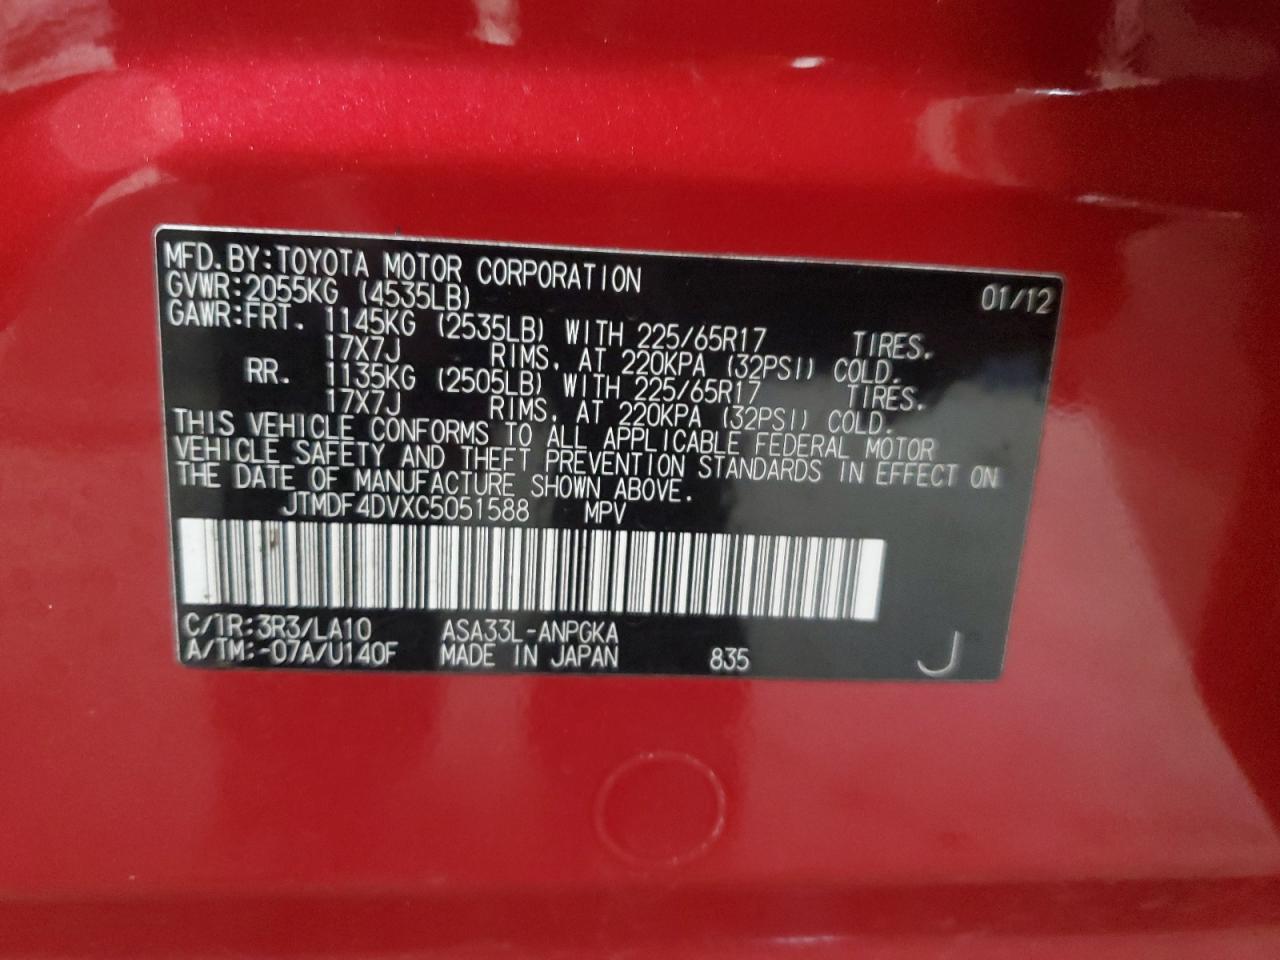 MFD. BY:TOYOTA MOTOR CORPORATION 01/12
GVWR:2055KG (4535LB)
GAWR:FRT. 1145KG (2535LB) WITH 225/65R17 TIRES.
17X7J RIMS, AT 220KPA (32PSI) COLD.
RR. 1135KG (2505LB) WITH 225/65R17 TIRES.
17X7J RIMS, AT 220KPA (32PSI) COLD.
THIS VEHICLE CONFORMS TO ALL APPLICABLE FEDERAL MOTOR
VEHICLE SAFETY AND THEFT PREVENTION STANDARDS IN EFFECT ON
THE DATE OF MANUFACTURE SHOWN ABOVE.
JTMDF4DVXC5051588 MPV
C/TR:3R3/LA10 ASA33L-ANPGKA
A/TM:-07A/U140F MADE IN JAPAN 835 J